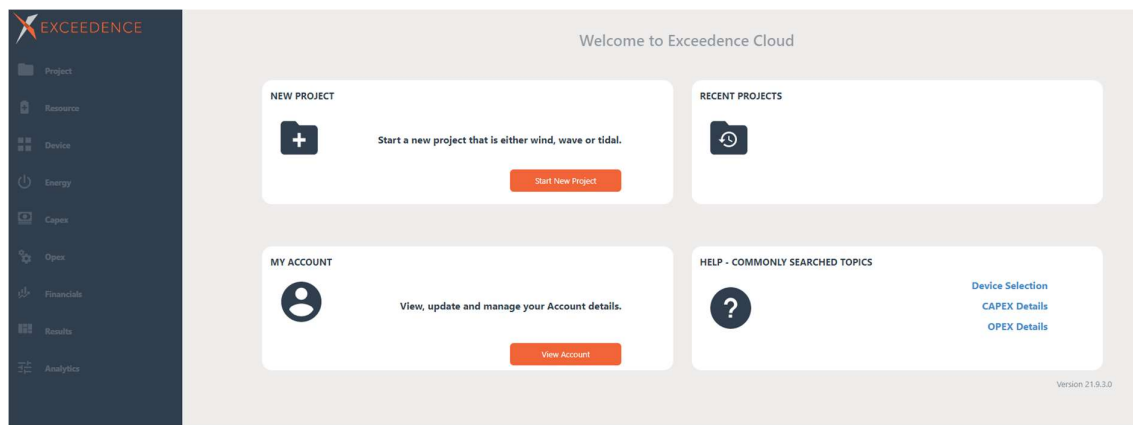 EXCEEDENCE
Project
Resource
Device
Energy
Capex
Opex
Financials
Results
Analytics
Welcome to Exceedence Cloud
NEW PROJECT
Start a new project that is either wind, wave or tidal.
Start New Project
RECENT PROJECTS
MY ACCOUNT
View, update and manage your Account details.
View Account
HELP - COMMONLY SEARCHED TOPICS
Device Selection
CAPEX Details
OPEX Details
Version 21.9.3.0